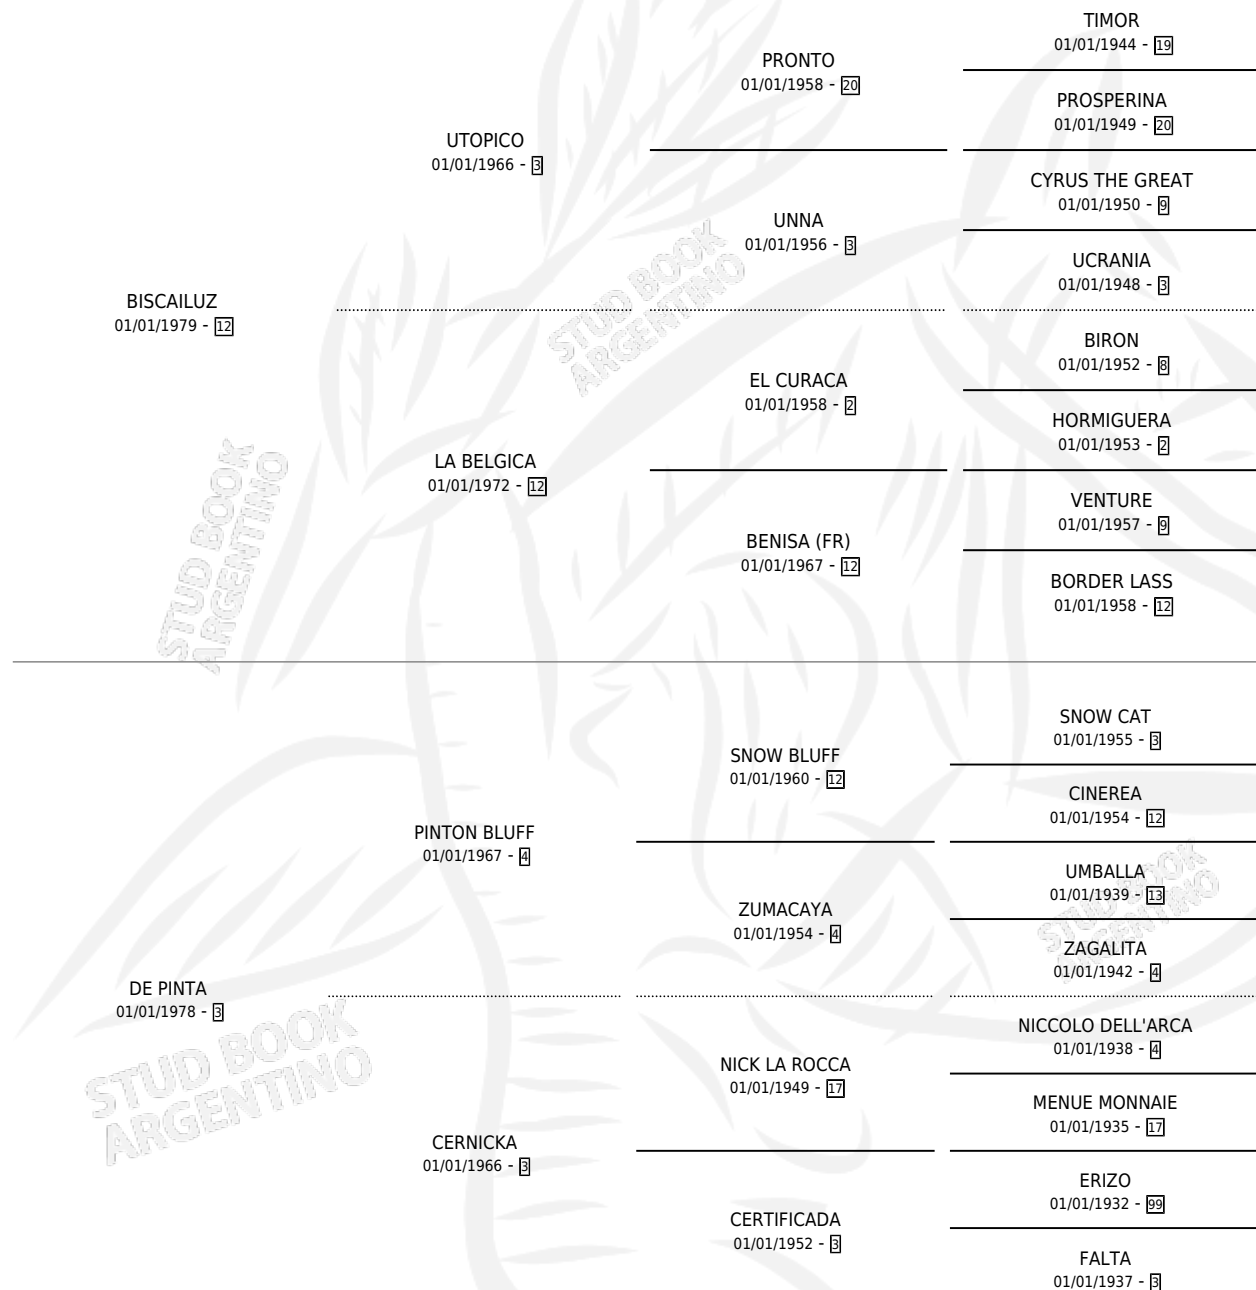 BISCAILUZ
01/01/1979 - 12
UTOPICO
01/01/1966 - 3
LA BELGICA
01/01/1972 - 12
PRONTO
01/01/1958 - 20
UNNA
01/01/1956 - 3
EL CURACA
01/01/1958 - 2
BENISA (FR)
01/01/1967 - 12
TIMOR
01/01/1944 - 19
PROSPERINA
01/01/1949 - 20
CYRUS THE GREAT
01/01/1950 - 9
UCRANIA
01/01/1948 - 3
BIRON
01/01/1952 - 8
HORMIGUERA
01/01/1953 - 2
VENTURE
01/01/1957 - 9
BORDER LASS
01/01/1958 - 12
DE PINTA
01/01/1978 - 3
PINTON BLUFF
01/01/1967 - 4
CERNICKA
01/01/1966 - 3
SNOW BLUFF
01/01/1960 - 12
ZUMACAYA
01/01/1954 - 4
NICK LA ROCCA
01/01/1949 - 17
CERTIFICADA
01/01/1952 - 3
SNOW CAT
01/01/1955 - 3
CINEREA
01/01/1954 - 12
UMBALLA
01/01/1939 - 13
ZAGALITA
01/01/1942 - 4
NICCOLO DELL'ARCA
01/01/1938 - 4
MENUE MONNAIE
01/01/1935 - 17
ERIZO
01/01/1932 - 99
FALTA
01/01/1937 - 3
STUD BOOK
ARGENTINO
STUD BOOK
ARGENTINO
STUD BOOK
ARGENTINO
STUD BOOK
ARGENTINO